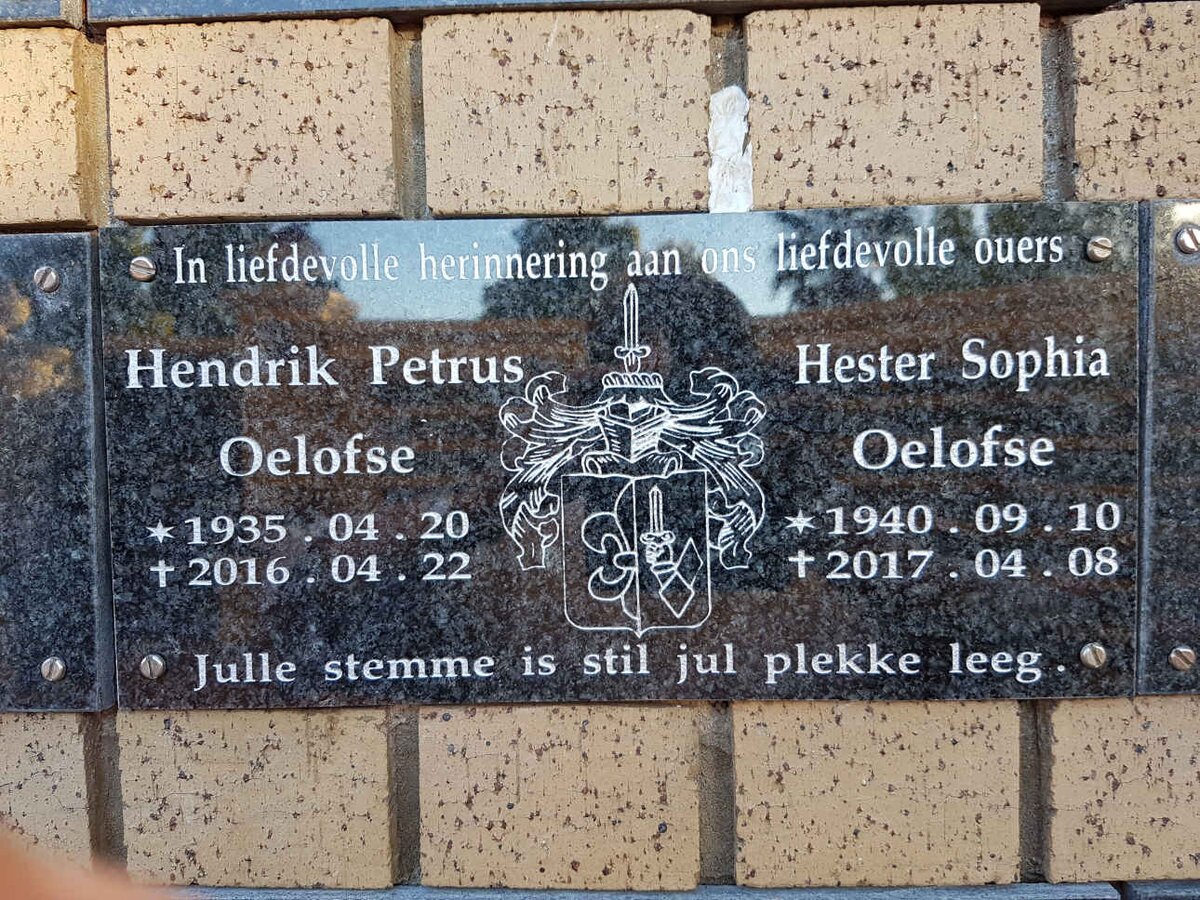 In liefdevolle herinnering aan ons liefdevolle ouers
Hendrik Petrus
Oelofse
★1935 . 04 . 20
✝2016 . 04 . 22
Hester Sophia
Oelofse
★1940 . 09 . 10
✝2017 . 04 . 08
Julle stemme is stil jul plekke leeg .